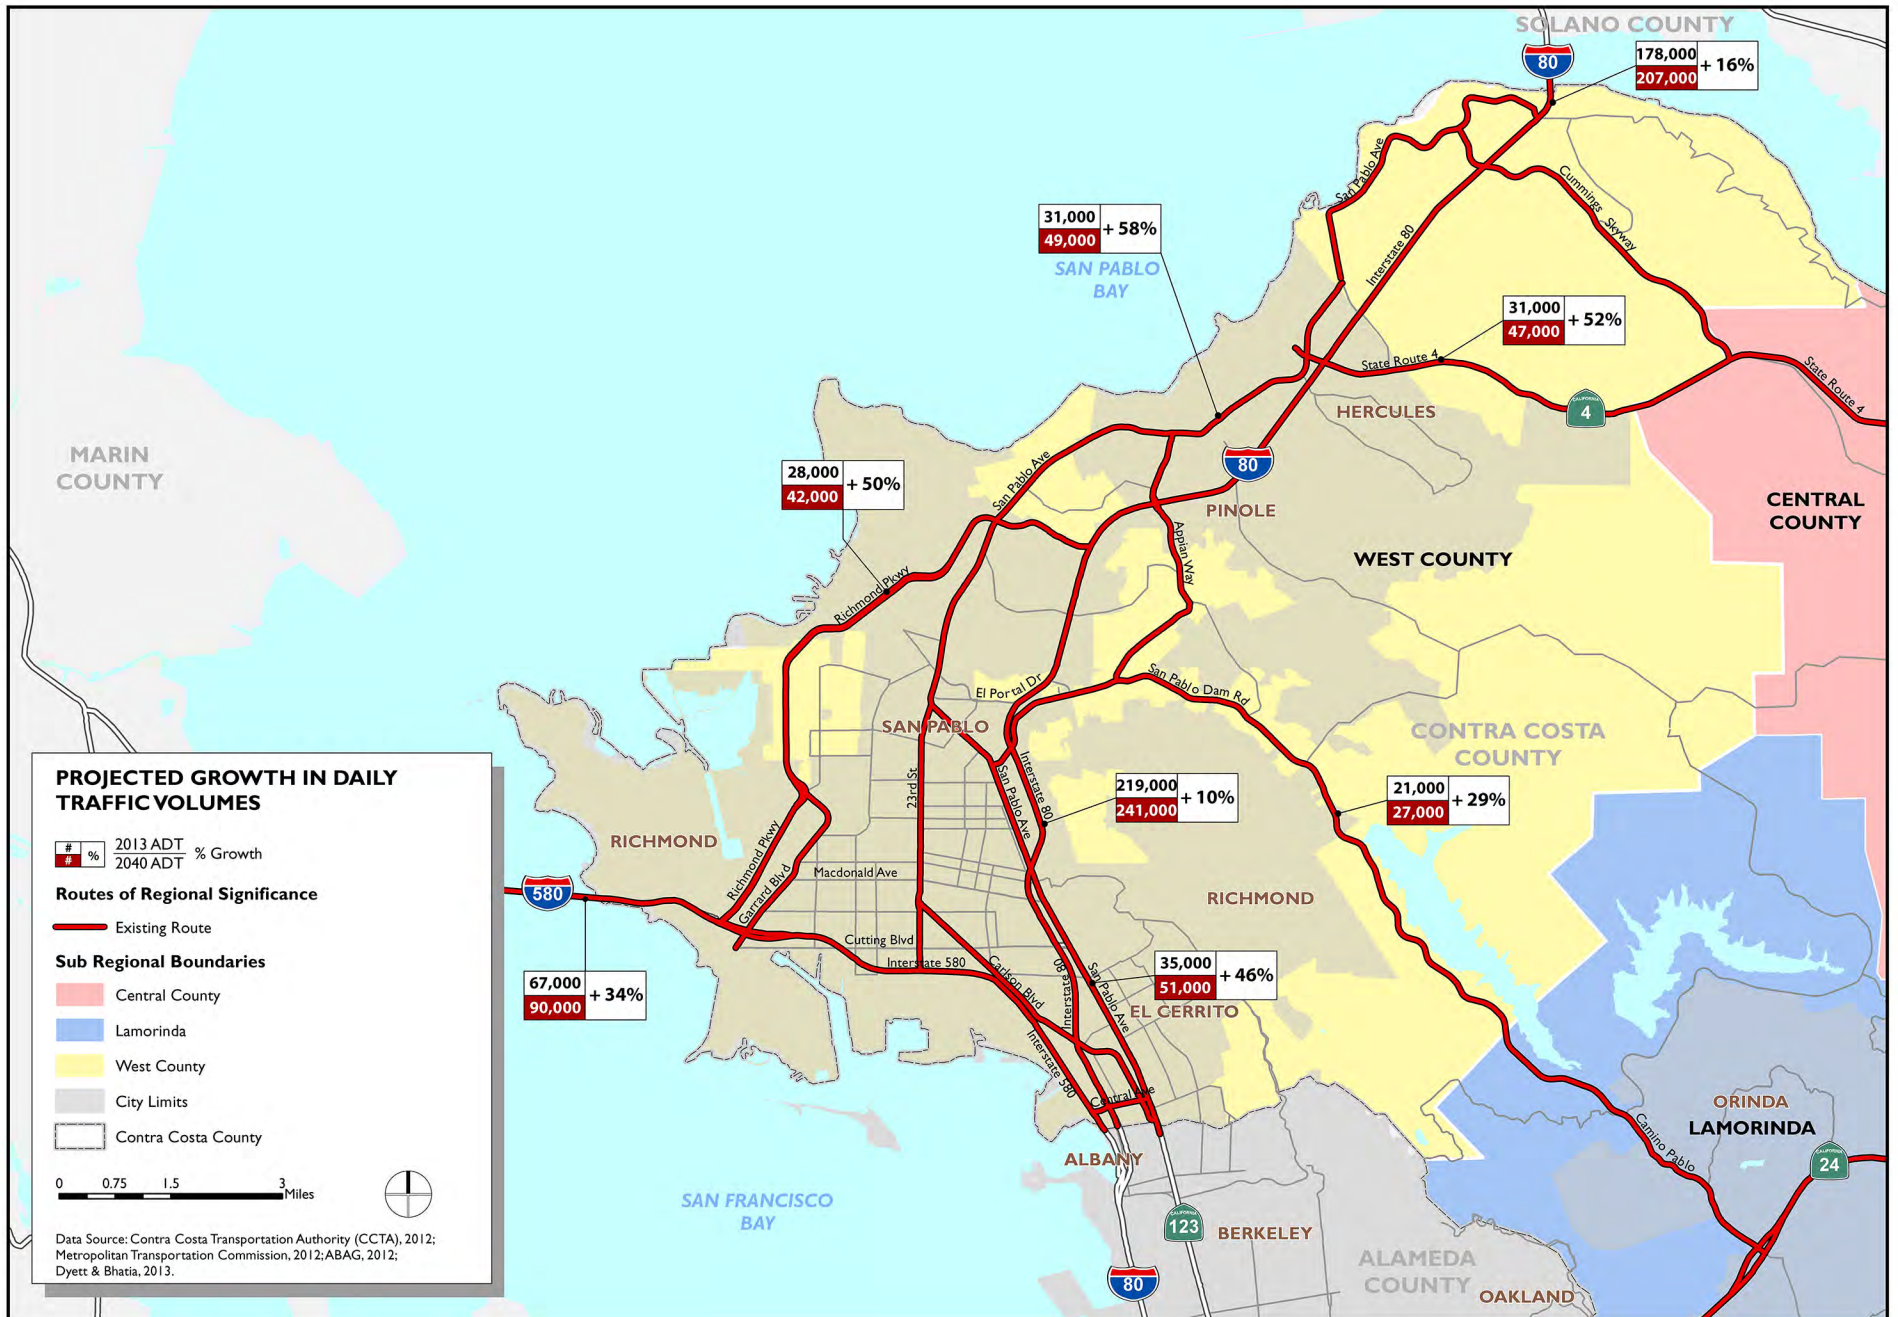 SOLANO COUNTY
80
178,000
207,000
+ 16%
San Pablo Ave
Cummings Skyway
Interstate 80
31,000
49,000
+ 58%
SAN PABLO
BAY
31,000
47,000
+ 52%
State Route 4
State Route 4
CALIFORNIA
4
HERCULES
MARIN
COUNTY
80
San Pablo Ave
28,000
42,000
+ 50%
PINOLE
CENTRAL
COUNTY
WEST COUNTY
Appian Way
Richmond Pkwy
El Portal Dr
San Pablo Dam Rd
SAN PABLO
CONTRA COSTA
COUNTY
23rd St
San Pablo Ave
Interstate 80
219,000
241,000
+ 10%
21,000
27,000
+ 29%
RICHMOND
Richmond Pkwy
Garrard Blvd
Macdonald Ave
580
RICHMOND
Cutting Blvd
Interstate 580
67,000
90,000
+ 34%
Carlson Blvd
Interstate 80
San Pablo Ave
35,000
51,000
+ 46%
EL CERRITO
Interstate 580
Central Ave
ORINDA
LAMORINDA
Camino Pablo
CALIFORNIA
24
ALBANY
SAN FRANCISCO
BAY
CALIFORNIA
123
BERKELEY
ALAMEDA
COUNTY
80
OAKLAND
PROJECTED GROWTH IN DAILY
TRAFFIC VOLUMES
#
#
%
2013 ADT
2040 ADT
% Growth
Routes of Regional Significance
Existing Route
Sub Regional Boundaries
Central County
Lamorinda
West County
City Limits
Contra Costa County
0 0.75 1.5 3
Miles
Data Source: Contra Costa Transportation Authority (CCTA), 2012;
Metropolitan Transportation Commission, 2012; ABAG, 2012;
Dyett & Bhatia, 2013.